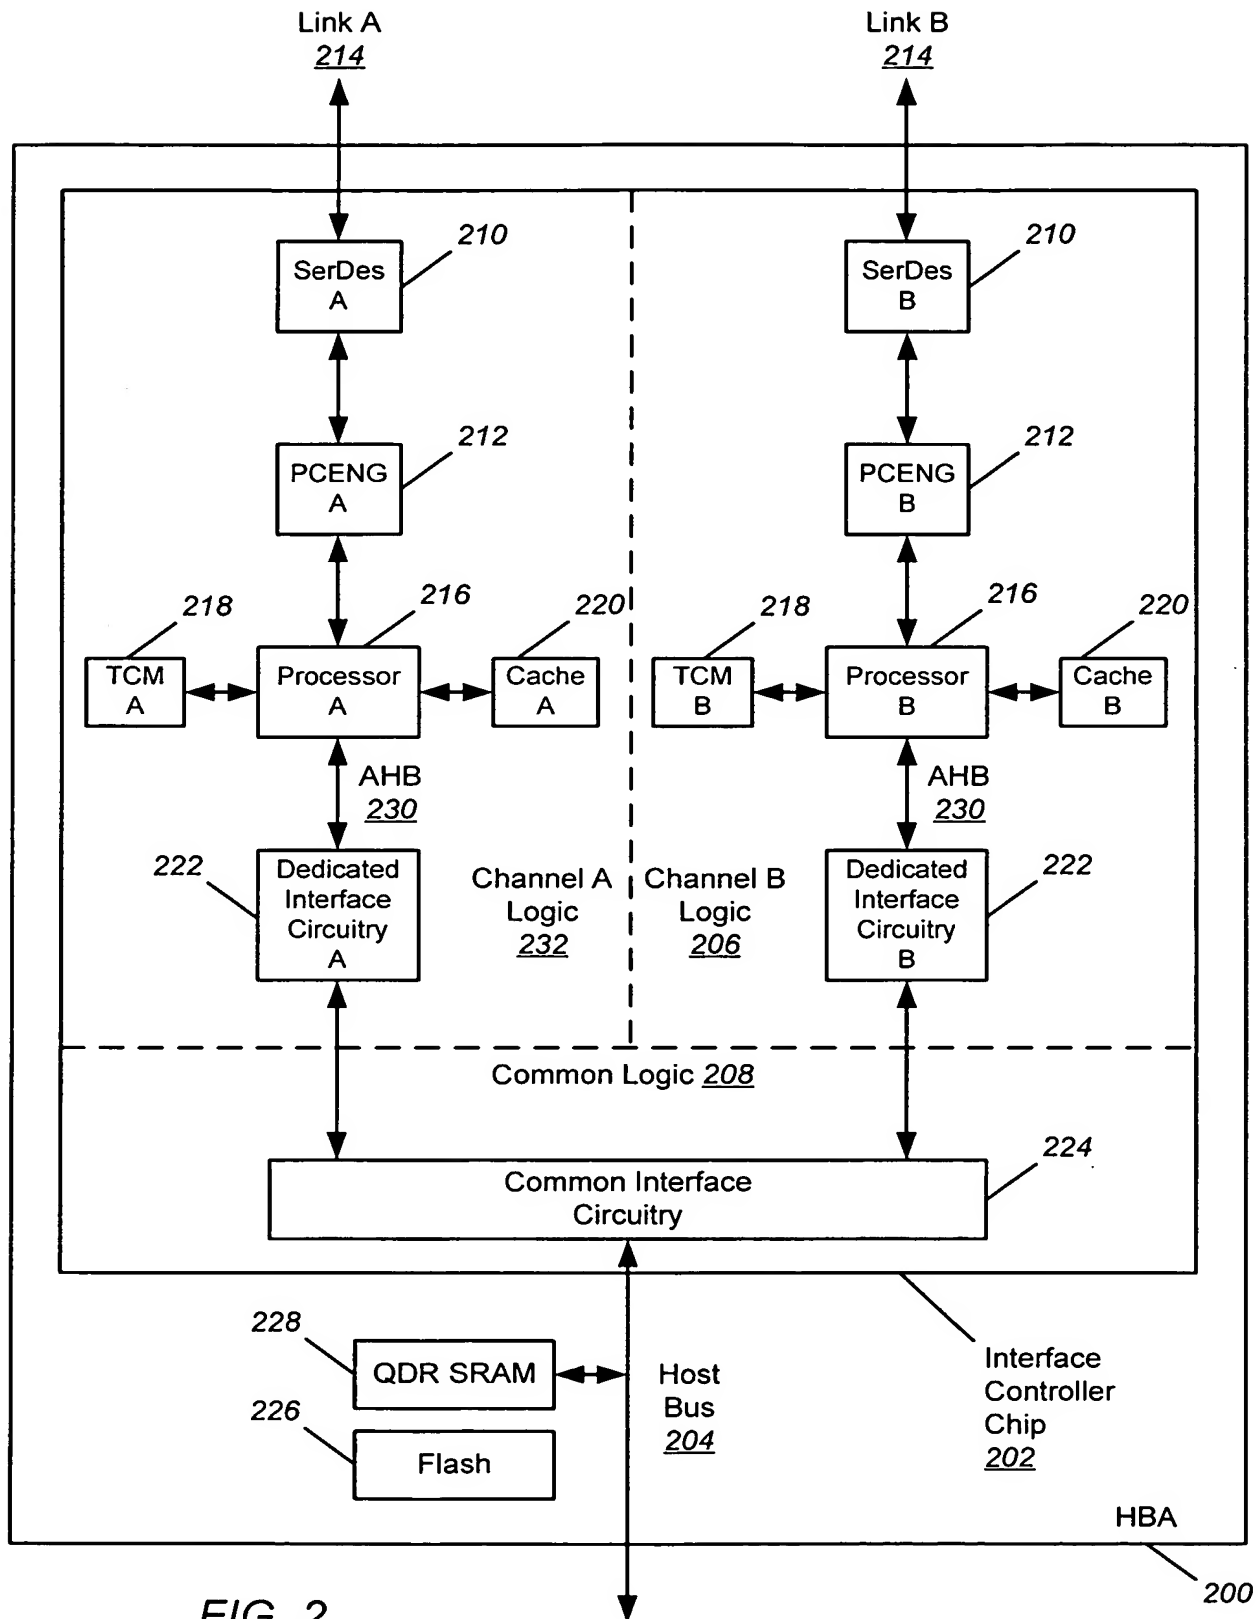 Link A
214
Link B
214
210
SerDes
A
210
SerDes
B
212
PCENG
A
212
PCENG
B
218
216
220
TCM
A
Processor
A
Cache
A
218
216
220
TCM
B
Processor
B
Cache
B
AHB
230
AHB
230
222
Dedicated
Interface
Circuitry
A
Channel A
Logic
232
Channel B
Logic
206
Dedicated
Interface
Circuitry
B
222
Common Logic 208
224
Common Interface
Circuitry
228
QDR SRAM
226
Flash
Host
Bus
204
Interface
Controller
Chip
202
HBA
200
FIG. 2